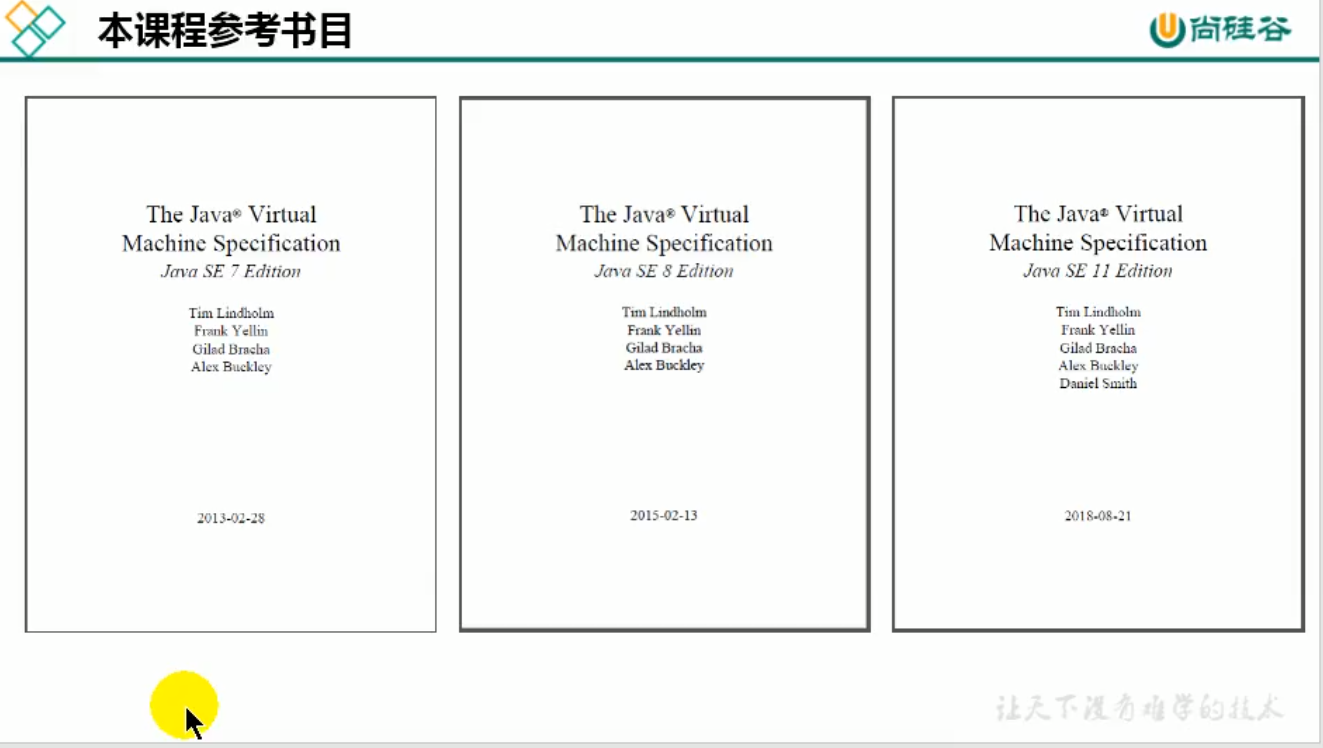 本课程参考书目
尚硅谷
The Java® Virtual
Machine Specification
Java SE 7 Edition
Tim Lindholm
Frank Yellin
Gilad Bracha
Alex Buckley
2013-02-28
The Java® Virtual
Machine Specification
Java SE 8 Edition
Tim Lindholm
Frank Yellin
Gilad Bracha
Alex Buckley
2015-02-13
The Java® Virtual
Machine Specification
Java SE 11 Edition
Tim Lindholm
Frank Yellin
Gilad Bracha
Alex Buckley
Daniel Smith
2018-08-21
让天下没有难学的技术